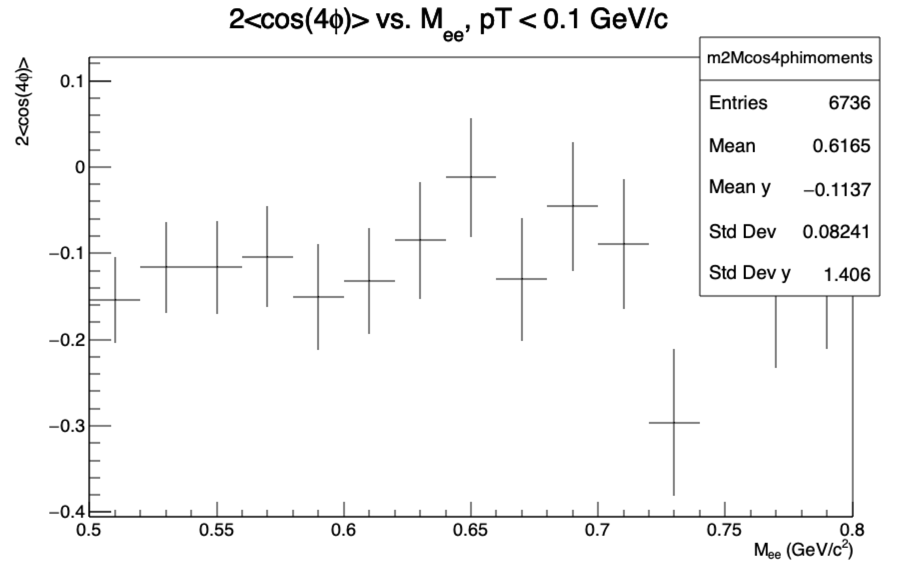 2<cos(4ϕ)> vs. Mee, pT < 0.1 GeV/c
m2Mcos4phimoments
Entries 6736
Mean 0.6165
Mean y −0.1137
Std Dev 0.08241
Std Dev y 1.406
2<cos(4ϕ)>
0.1
0
−0.1
−0.2
−0.3
−0.4
0.5 0.55 0.6 0.65 0.7 0.75 0.8
Mee (GeV/c²)